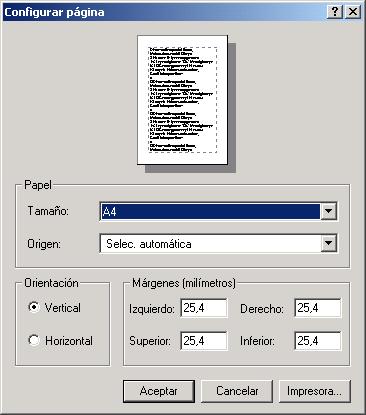 Configurar página
Papel
Tamaño: A4
Origen: Selec. automática
Orientación
Vertical
Horizontal
Márgenes (milímetros)
Izquierdo: 25,4 Derecho: 25,4
Superior: 25,4 Inferior: 25,4
Aceptar Cancelar Impresora...